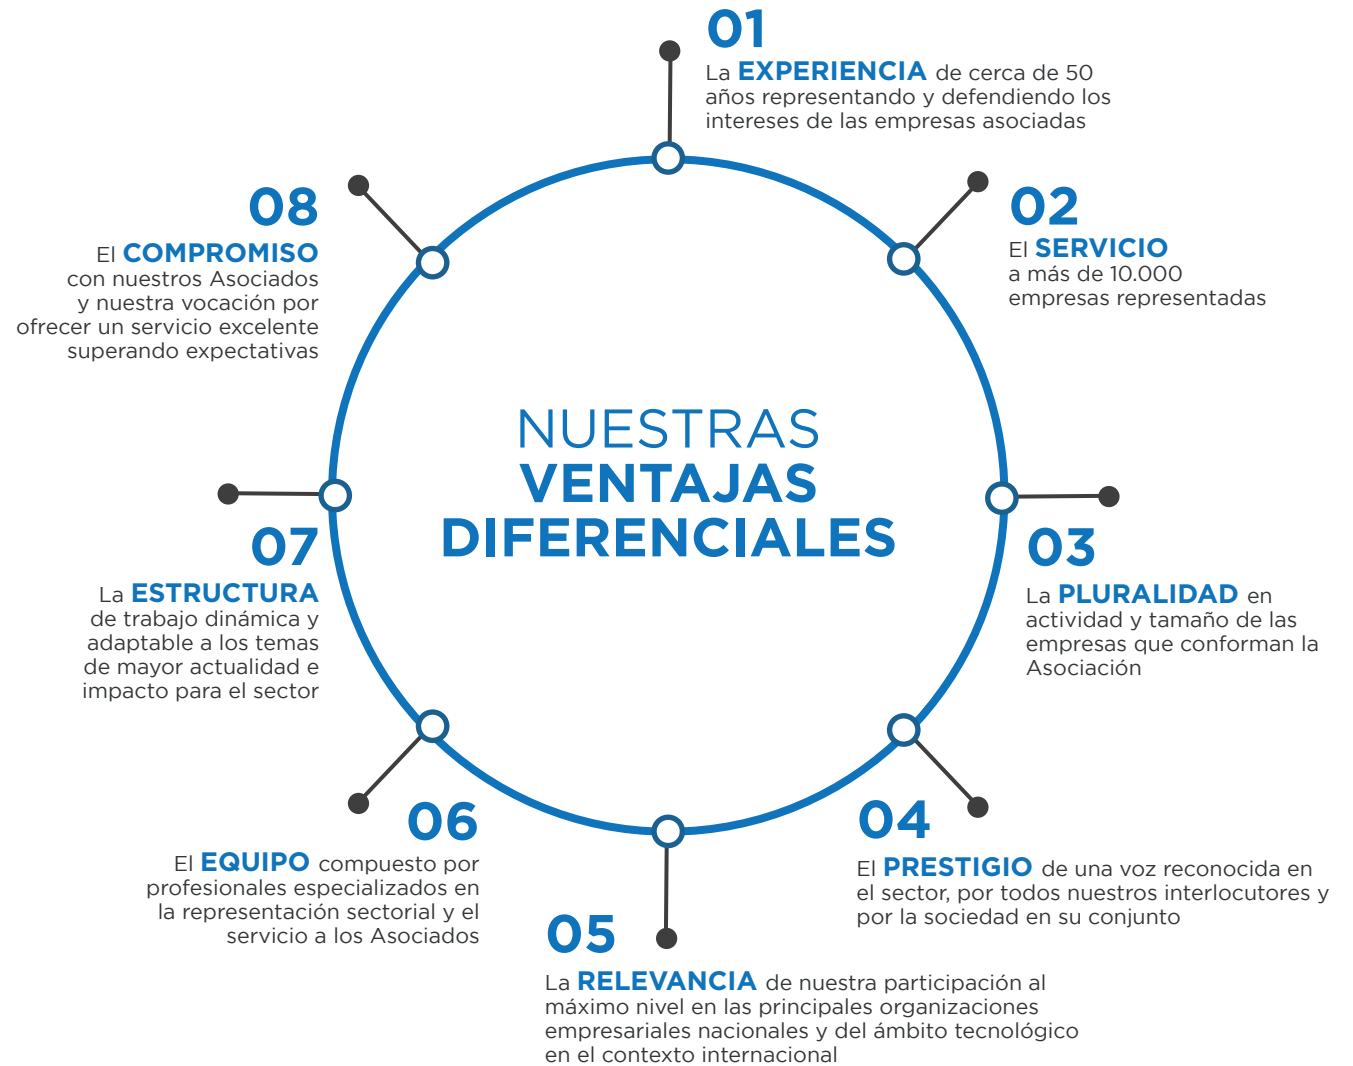 NUESTRAS
VENTAJAS
DIFERENCIALES
01
La EXPERIENCIA de cerca de 50
años representando y defendiendo los
intereses de las empresas asociadas
02
El SERVICIO
a más de 10.000
empresas representadas
03
La PLURALIDAD en
actividad y tamaño de las
empresas que conforman la
Asociación
04
El PRESTIGIO de una voz reconocida en
el sector, por todos nuestros interlocutores y
por la sociedad en su conjunto
05
La RELEVANCIA de nuestra participación al
máximo nivel en las principales organizaciones
empresariales nacionales y del ámbito tecnológico
en el contexto internacional
06
El EQUIPO compuesto por
profesionales especializados en
la representación sectorial y el
servicio a los Asociados
07
La ESTRUCTURA
de trabajo dinámica y
adaptable a los temas
de mayor actualidad e
impacto para el sector
08
El COMPROMISO
con nuestros Asociados
y nuestra vocación por
ofrecer un servicio excelente
superando expectativas